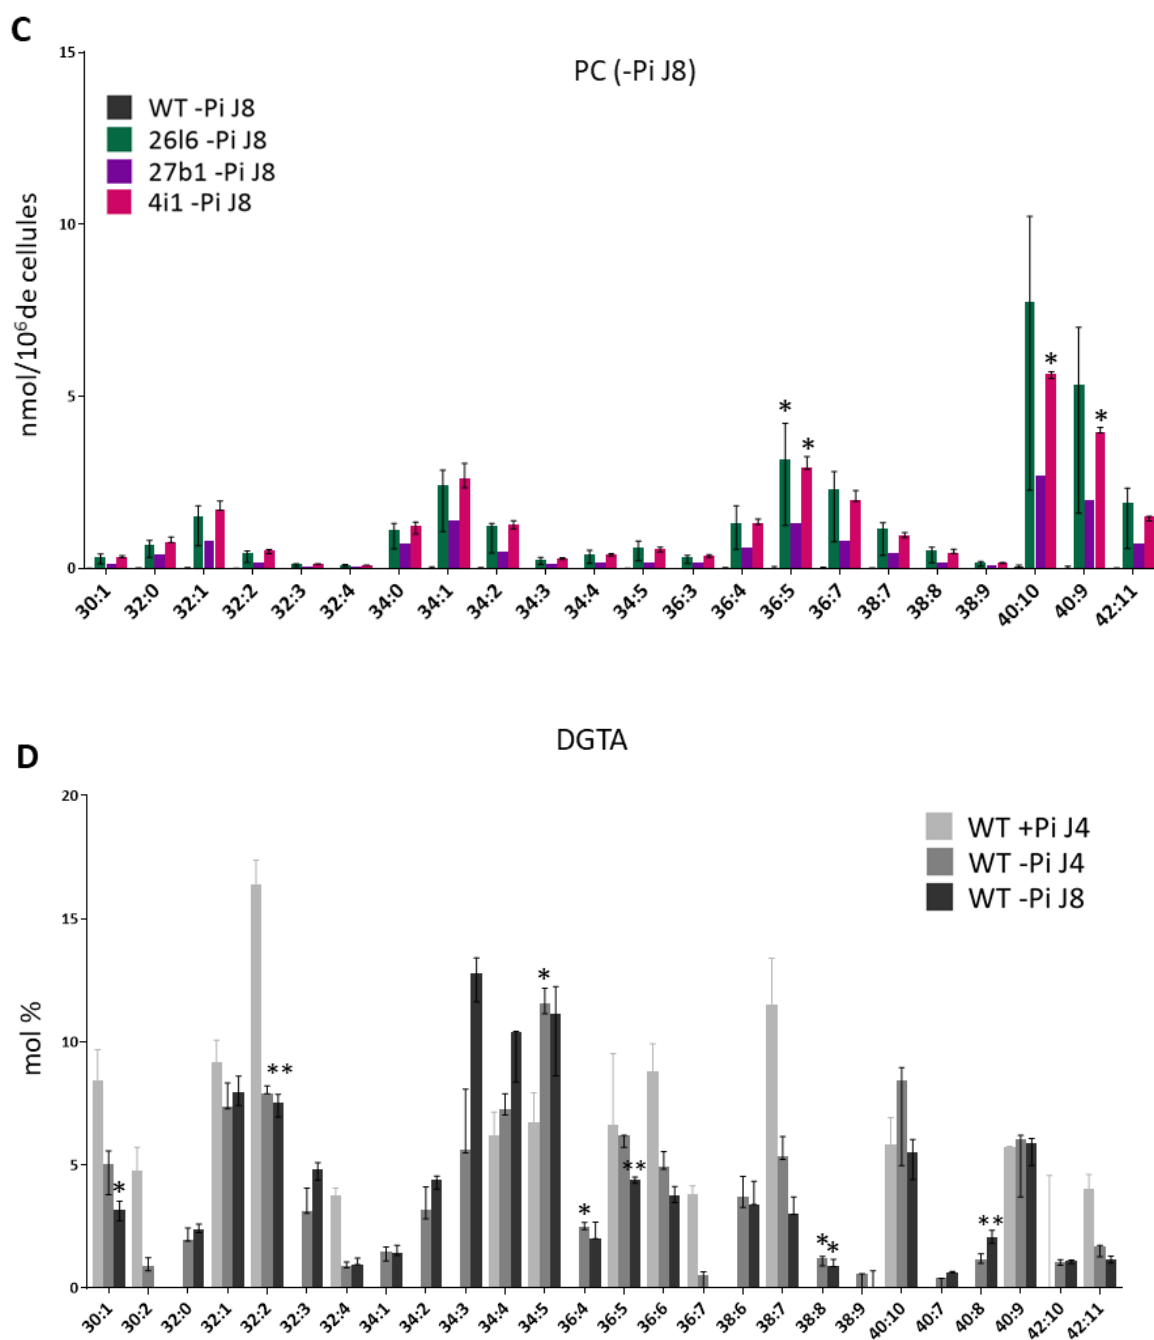 C
PC (-Pi J8)
15
10
5
0
nmol/10⁶ de cellules
WT -Pi J8
26l6 -Pi J8
27b1 -Pi J8
4i1 -Pi J8
* * * *
30:1 32:0 32:1 32:2 32:3 32:4 34:0 34:1 34:2 34:3 34:4 34:5 36:3 36:4 36:5 36:7 38:7 38:8 38:9 40:10 40:9 42:11
D
DGTA
20
15
10
5
0
mol %
WT +Pi J4
WT -Pi J4
WT -Pi J8
* ** * * ** * * **
30:1 30:2 32:0 32:1 32:2 32:3 32:4 34:1 34:2 34:3 34:4 34:5 36:4 36:5 36:6 36:7 38:6 38:7 38:8 38:9 40:10 40:7 40:8 40:9 42:10 42:11